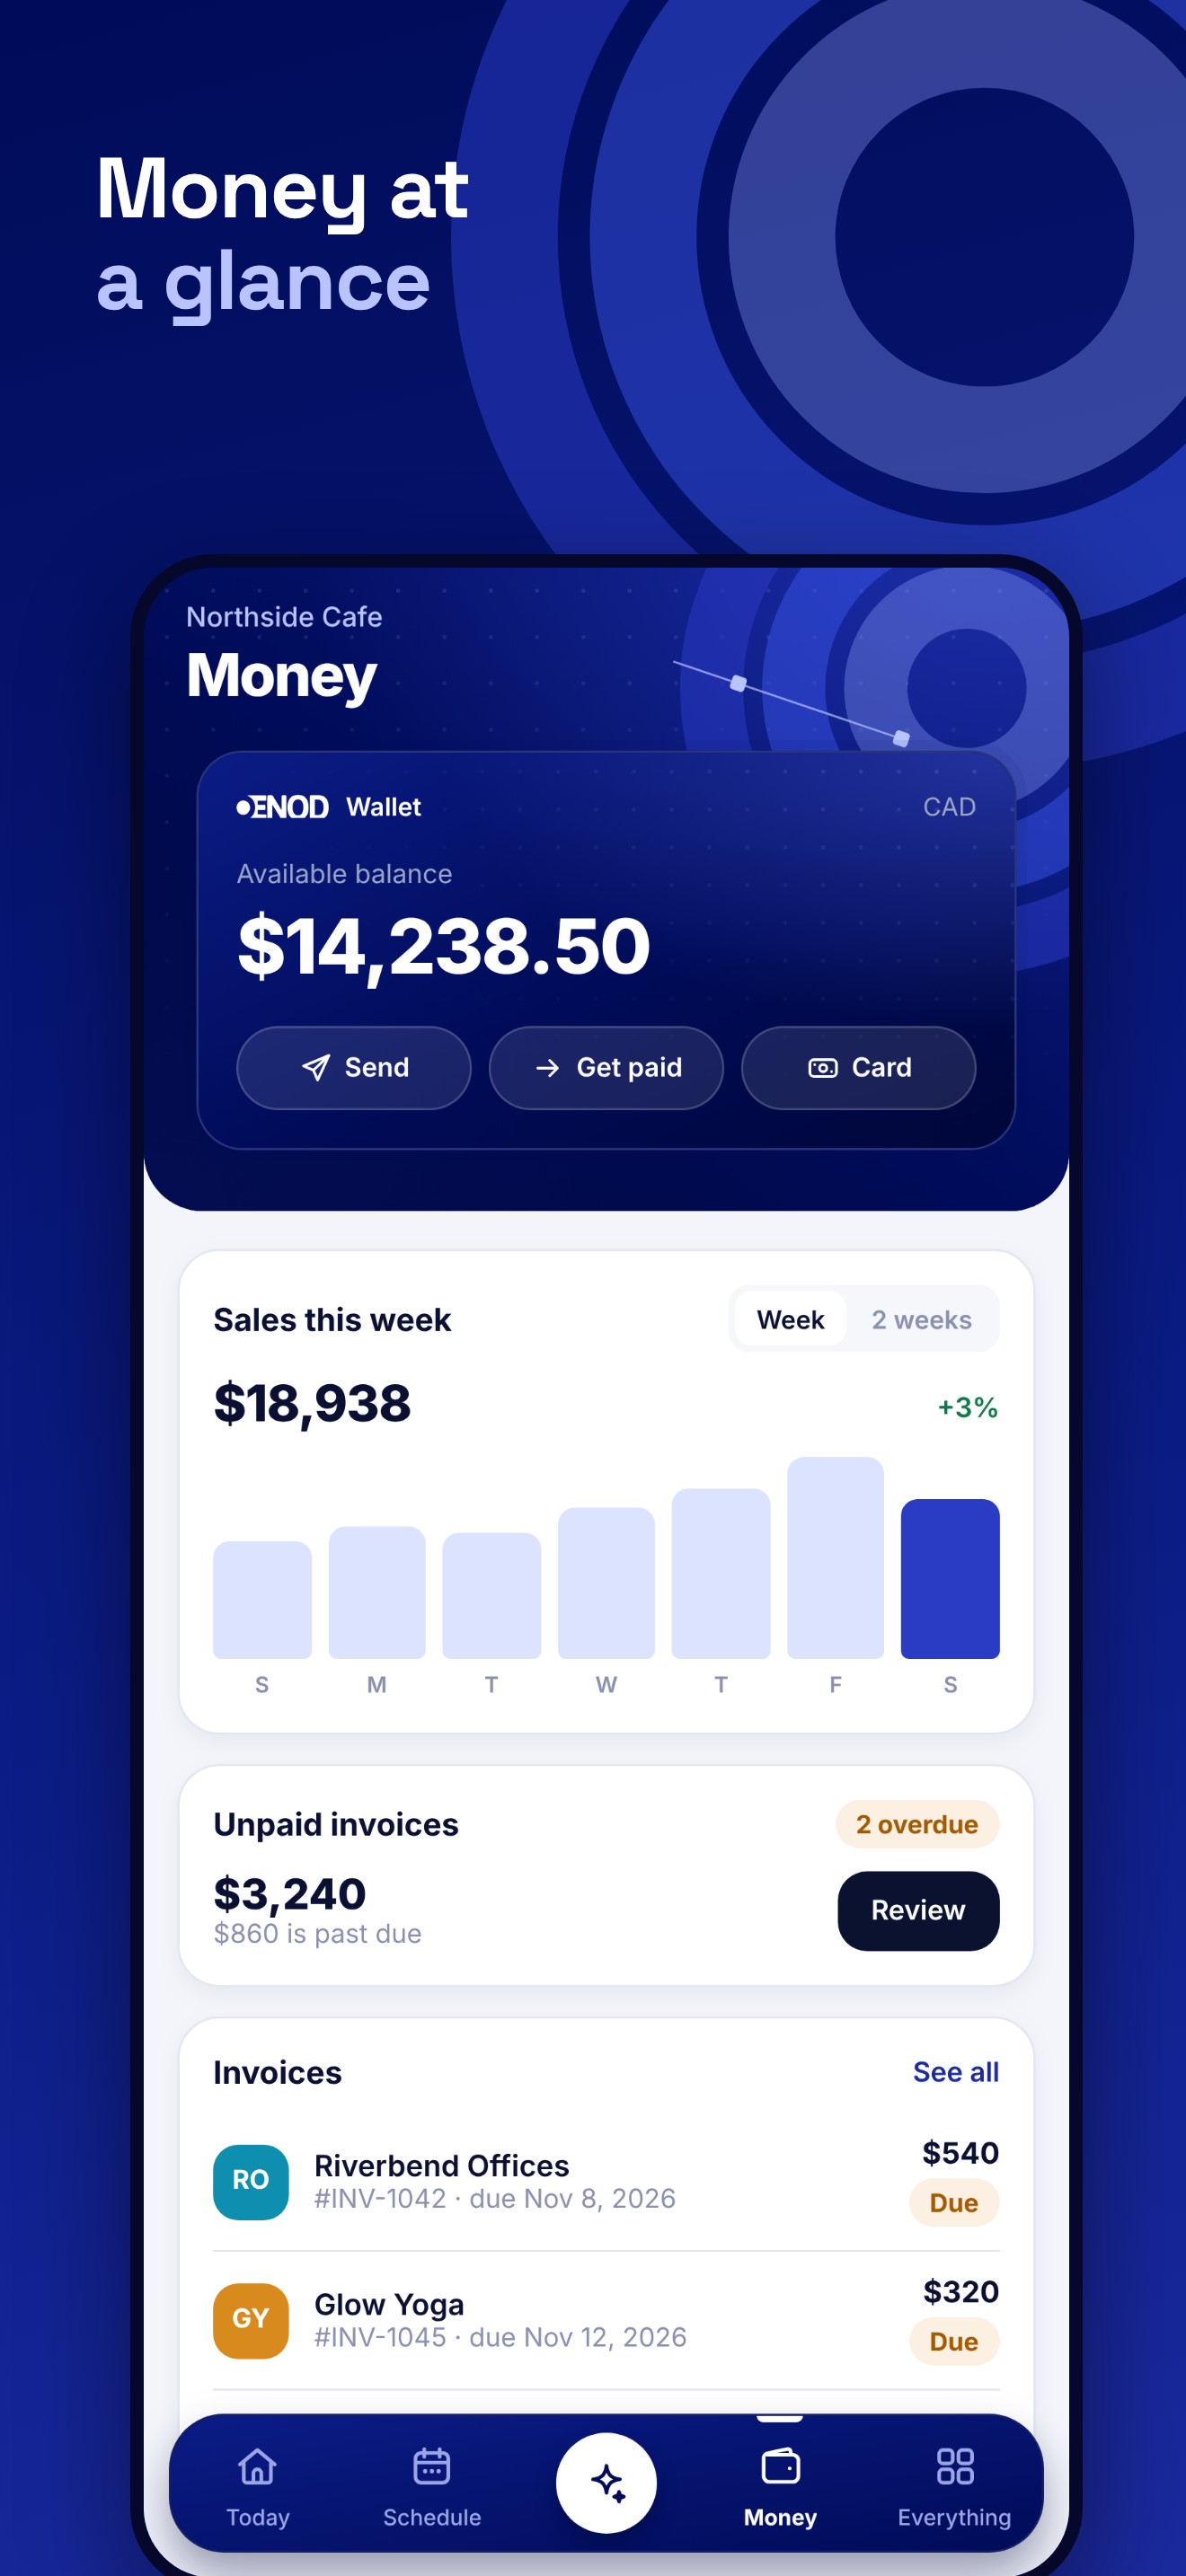 Money at
a glance
Northside Cafe
Money
ENOD Wallet
CAD
Available balance
$14,238.50
Send
Get paid
Card
Sales this week
Week
2 weeks
$18,938
+3%
S M T W T F S
Unpaid invoices
2 overdue
$3,240
$860 is past due
Review
Invoices
See all
RO
Riverbend Offices
#INV-1042 · due Nov 8, 2026
$540
Due
GY
Glow Yoga
#INV-1045 · due Nov 12, 2026
$320
Due
Today
Schedule
Money
Everything